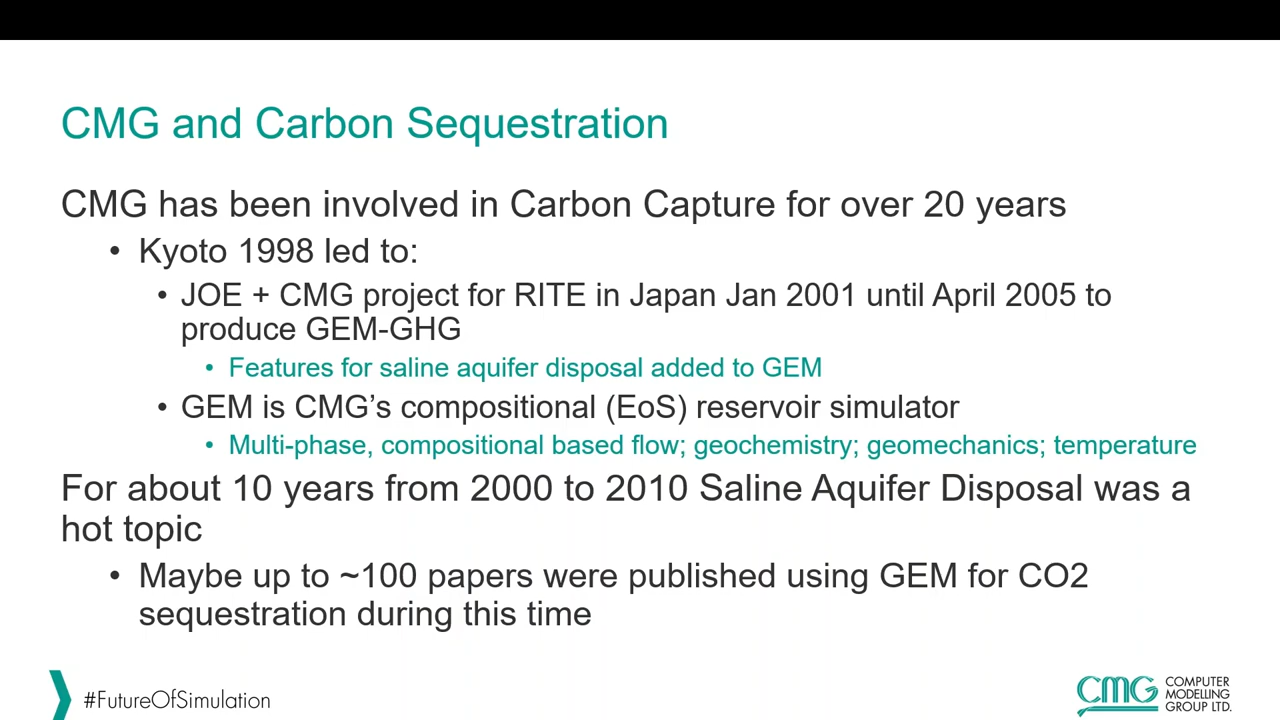 CMG and Carbon Sequestration
CMG has been involved in Carbon Capture for over 20 years
• Kyoto 1998 led to:
• JOE + CMG project for RITE in Japan Jan 2001 until April 2005 to
produce GEM-GHG
• Features for saline aquifer disposal added to GEM
• GEM is CMG’s compositional (EoS) reservoir simulator
• Multi-phase, compositional based flow; geochemistry; geomechanics; temperature
For about 10 years from 2000 to 2010 Saline Aquifer Disposal was a
hot topic
• Maybe up to ~100 papers were published using GEM for CO2
sequestration during this time
#FutureOfSimulation
CMG
COMPUTER
MODELLING
GROUP LTD.